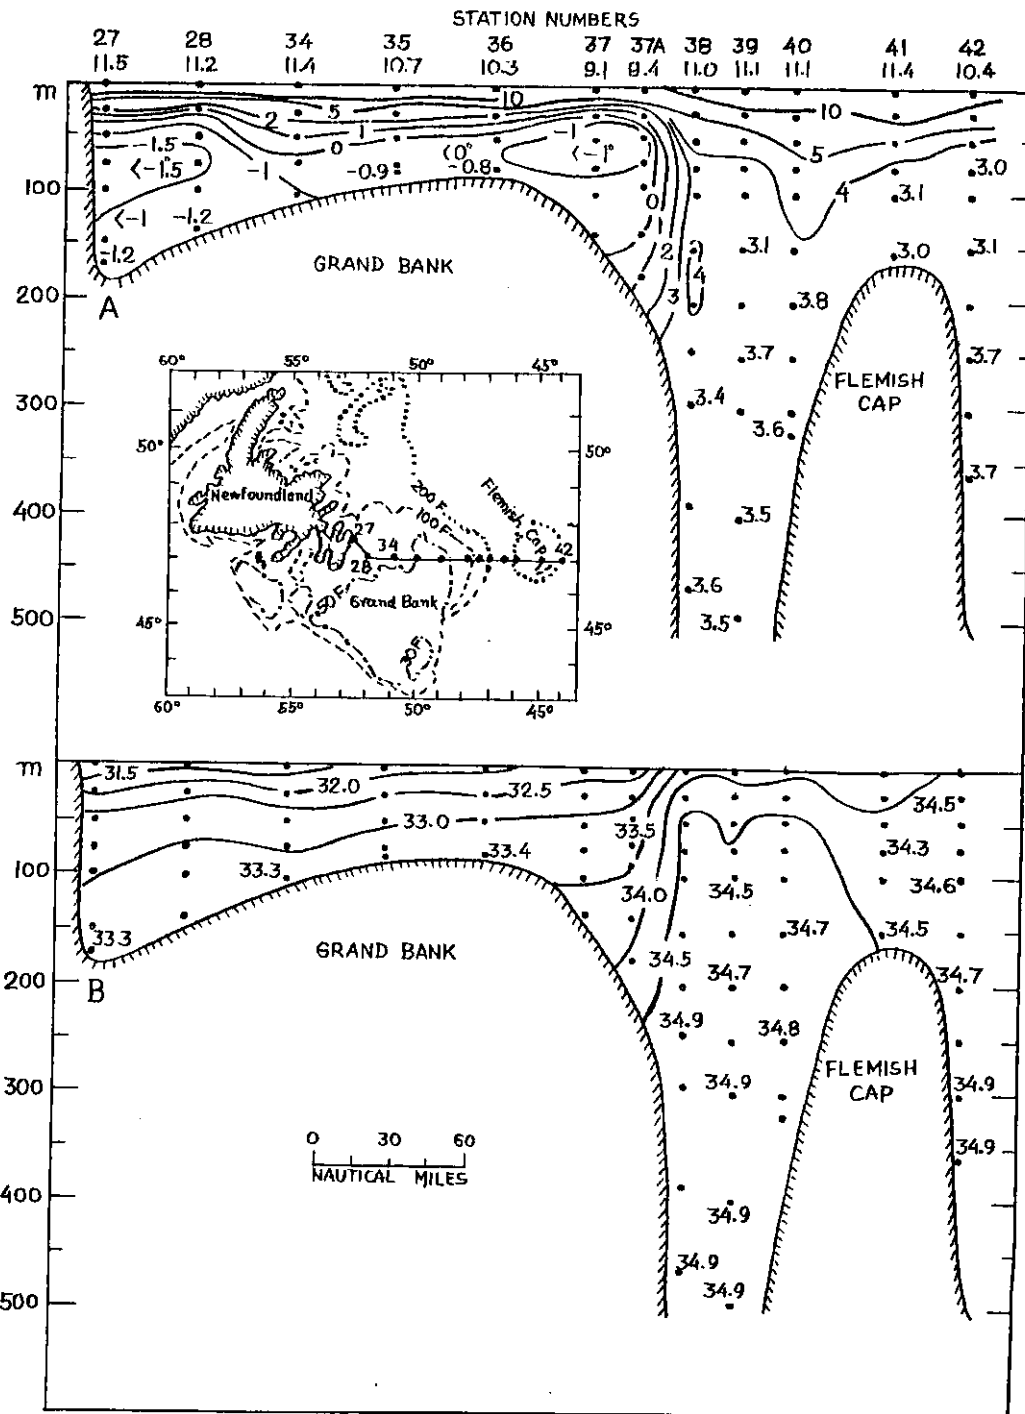 STATION NUMBERS
27 28 34 35 36 37 37A 38 39 40 41 42
11.5 11.2 11.4 10.7 10.3 9.1 9.4 11.0 11.1 11.1 11.4 10.4
m
10 10
2 5 1 0 -1 5
-1.5 <0° <-1°
<-1.5 -1 -0.9 -0.8 3.0
100 4 3.1
<-1 -1.2 0
-1.2 2 3.1 3.0 3.1
GRAND BANK
200 3 4 3.8
A
3.7 3.7
300 3.4 FLEMISH
CAP
3.6
3.7
400 3.5
3.6
500 3.5
60° 55° 50° 45°
50° 50°
Newfoundland
200 F.
100 F.
Flemish Cap
27 34 42
28
50 F.
Grand Bank
45° 45°
30 F.
60° 55° 50° 45°
m
31.5 32.0 32.5 34.5
33.0 33.5
100 33.3 33.4 34.0 34.5 34.3 34.6
33.3 34.7 34.5
GRAND BANK 34.5 34.7 34.7
200
B
34.9 34.8
300 34.9 FLEMISH
CAP 34.9
0 30 60
NAUTICAL MILES
34.9
400
34.9
34.9
500 34.9